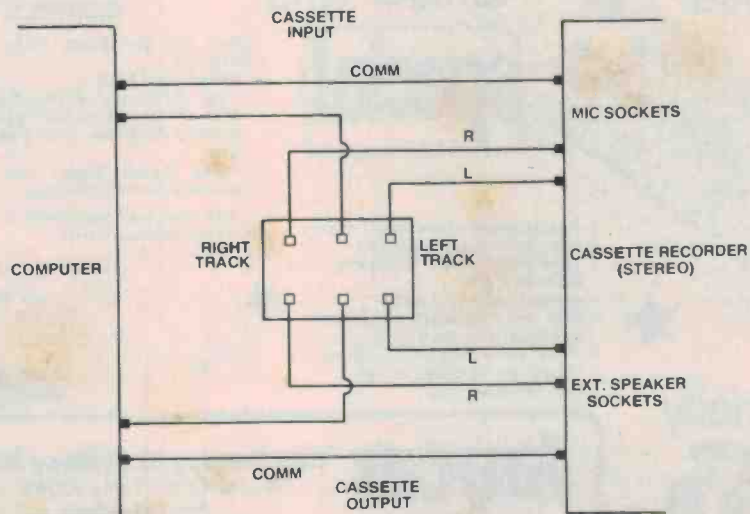 CASSETTE
INPUT
COMM
MIC SOCKETS
R
L
RIGHT
TRACK
LEFT
TRACK
COMPUTER
CASSETTE RECORDER
(STEREO)
L
R
EXT. SPEAKER
SOCKETS
COMM
CASSETTE
OUTPUT